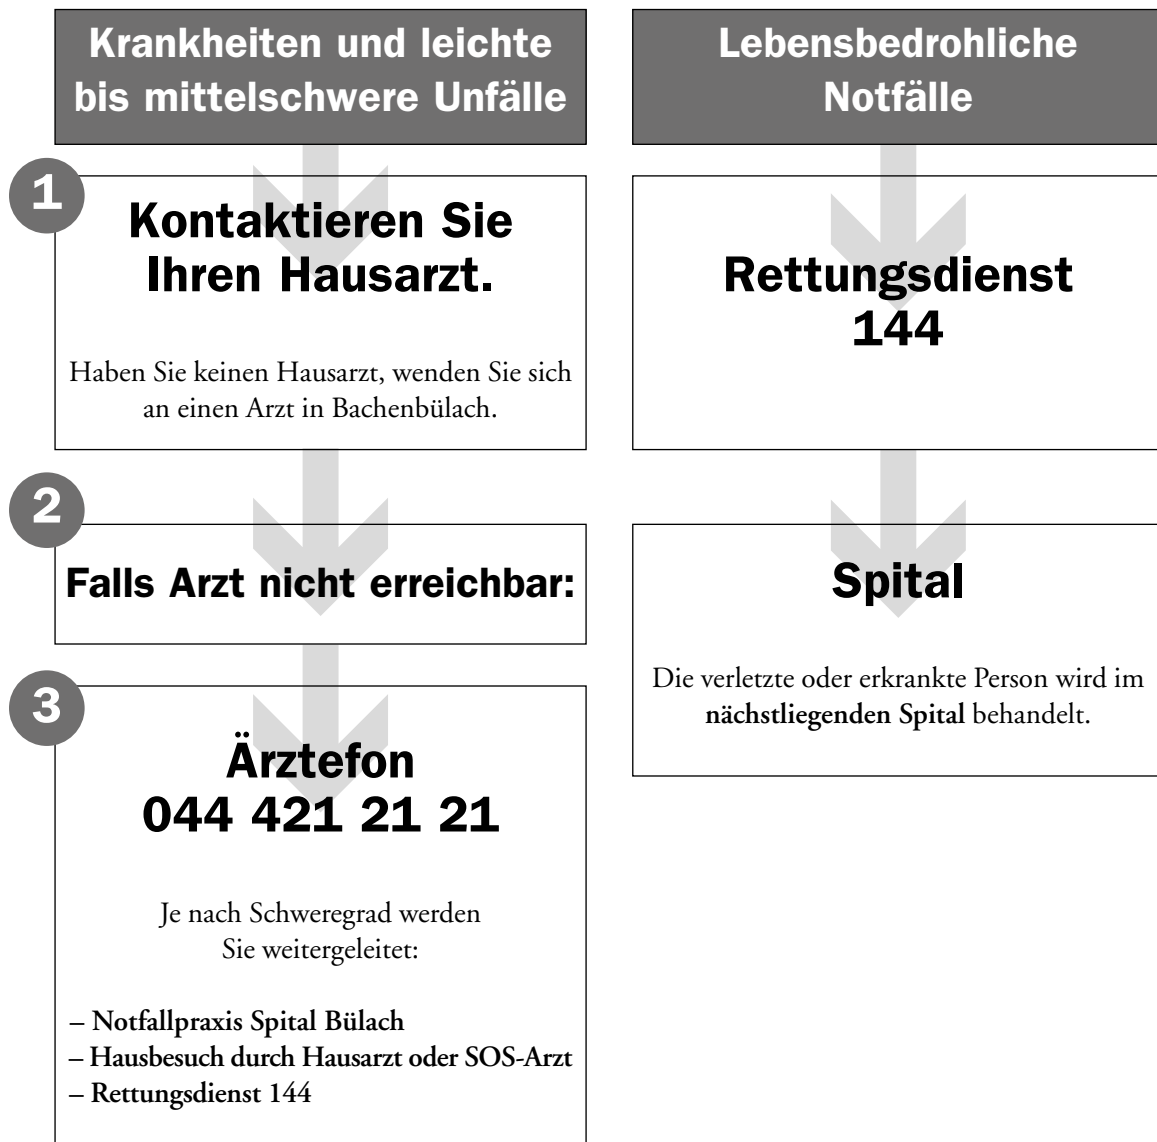 Krankheiten und leichte
bis mittelschwere Unfälle
1
Kontaktieren Sie
Ihren Hausarzt.
Haben Sie keinen Hausarzt, wenden Sie sich
an einen Arzt in Bachenbülach.
2
Falls Arzt nicht erreichbar:
3
Ärztefon
044 421 21 21
Je nach Schweregrad werden
Sie weitergeleitet:
– Notfallpraxis Spital Bülach
– Hausbesuch durch Hausarzt oder SOS-Arzt
– Rettungsdienst 144
Lebensbedrohliche
Notfälle
Rettungsdienst
144
Spital
Die verletzte oder erkrankte Person wird im
nächstliegenden Spital behandelt.